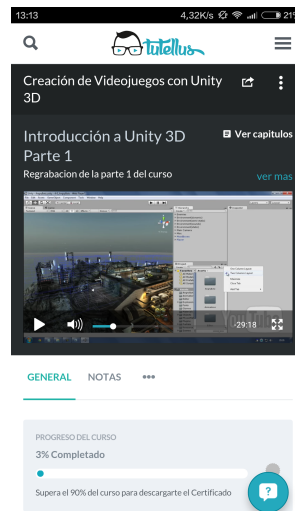 13:13
4,32K/s
21%
tutellus
Creación de Videojuegos con Unity
3D
Introducción a Unity 3D
Parte 1
Ver capitulos
Regrabacion de la parte 1 del curso
ver mas
-29:18
GENERAL
NOTAS
PROGRESO DEL CURSO
3% Completado
Supera el 90% del curso para descargarte el Certificado
?